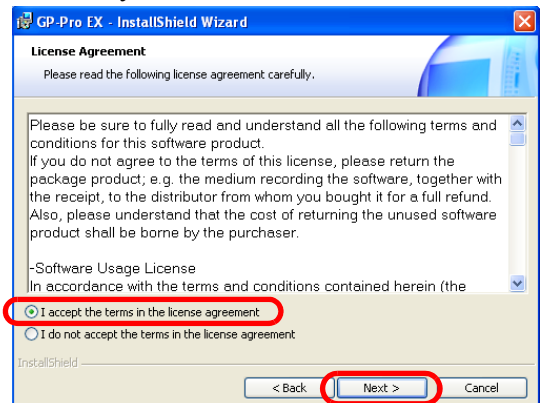 GP-Pro EX - InstallShield Wizard
License Agreement
Please read the following license agreement carefully.
Please be sure to fully read and understand all the following terms and
conditions for this software product.
If you do not agree to the terms of this license, please return the
package product; e.g. the medium recording the software, together with
the receipt, to the distributor from whom you bought it for a full refund.
Also, please understand that the cost of returning the unused software
product shall be borne by the purchaser.
-Software Usage License
In accordance with the terms and conditions contained herein (the
I accept the terms in the license agreement
I do not accept the terms in the license agreement
InstallShield
< Back Next > Cancel